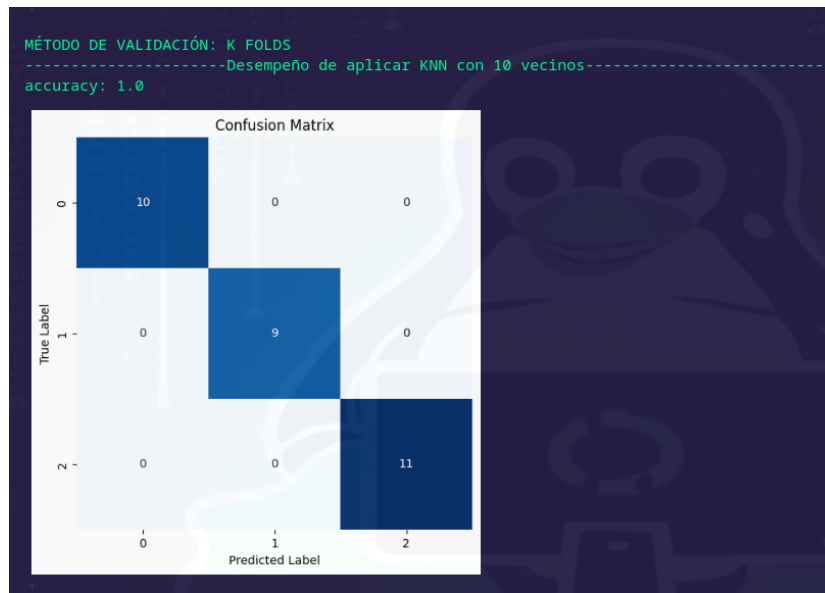 MÉTODO DE VALIDACIÓN: K FOLDS
----------------------Desempeño de aplicar KNN con 10 vecinos--------------------------
accuracy: 1.0
Confusion Matrix
0
10 0 0
True Label
1
0 9 0
2
0 0 11
0 1 2
Predicted Label